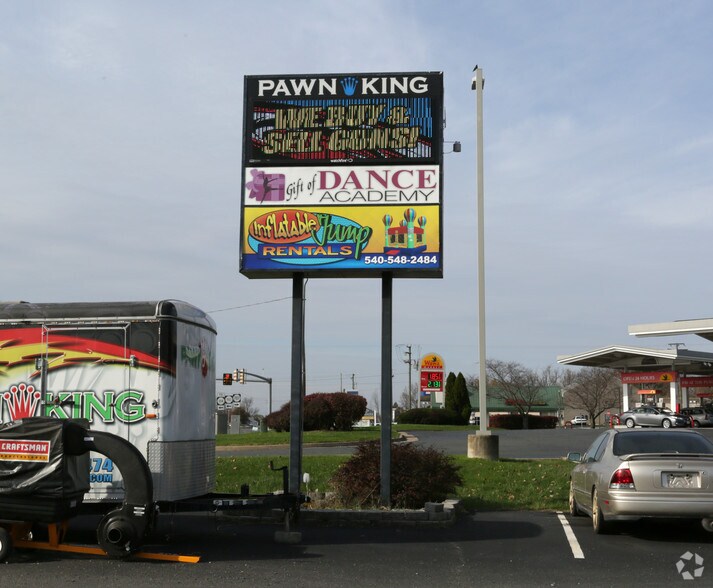 PAWN KING
WE BUY &
SELL GUNS!
Gift of DANCE
ACADEMY
Inflatable Jump
RENTALS
540-548-2484
KING
CRAFTSMAN